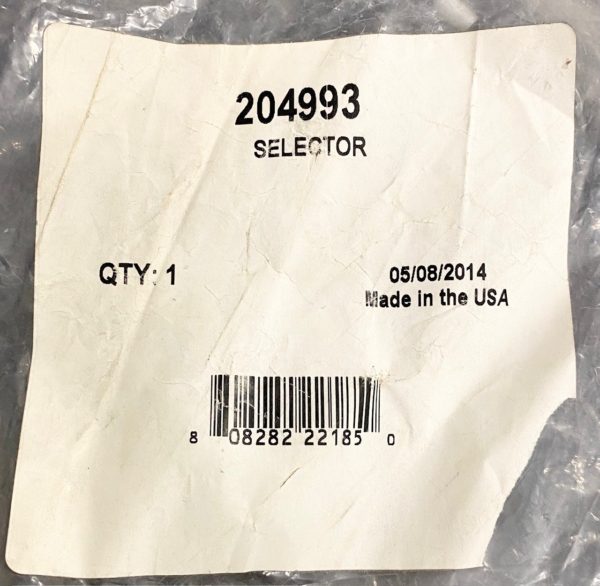 204993
SELECTOR
QTY: 1
05/08/2014
Made in the USA
8 08282 22185 0